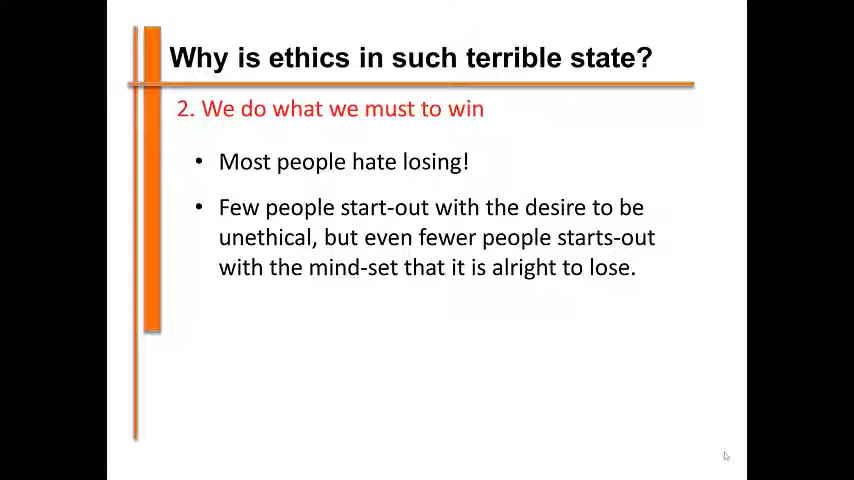 Why is ethics in such terrible state?
2. We do what we must to win
• Most people hate losing!
• Few people start-out with the desire to be
unethical, but even fewer people starts-out
with the mind-set that it is alright to lose.